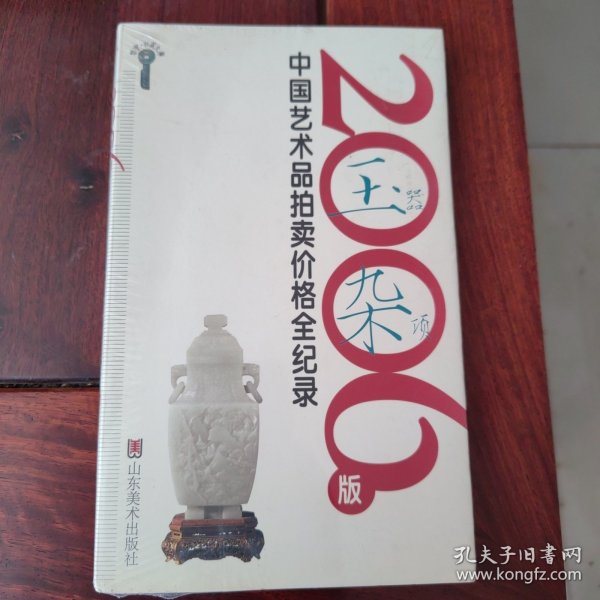 2006版
玉器
杂项
中国艺术品拍卖价格全纪录
美
山东美术出版社
孔夫子旧书网
www.kongfz.com